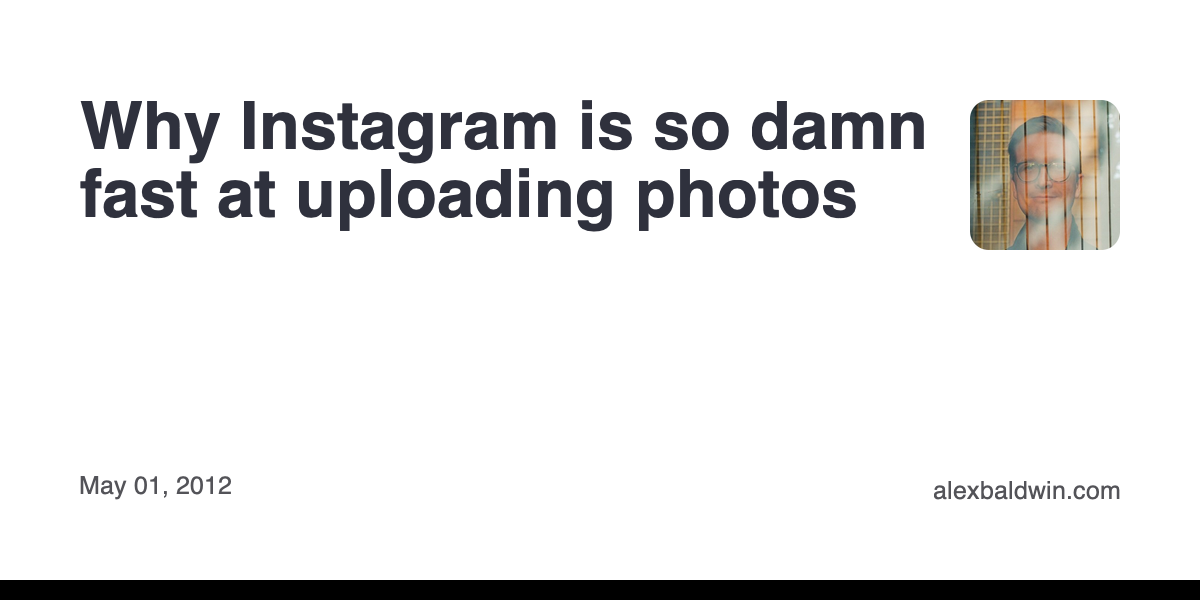 Why Instagram is so damn
fast at uploading photos
May 01, 2012
alexbaldwin.com